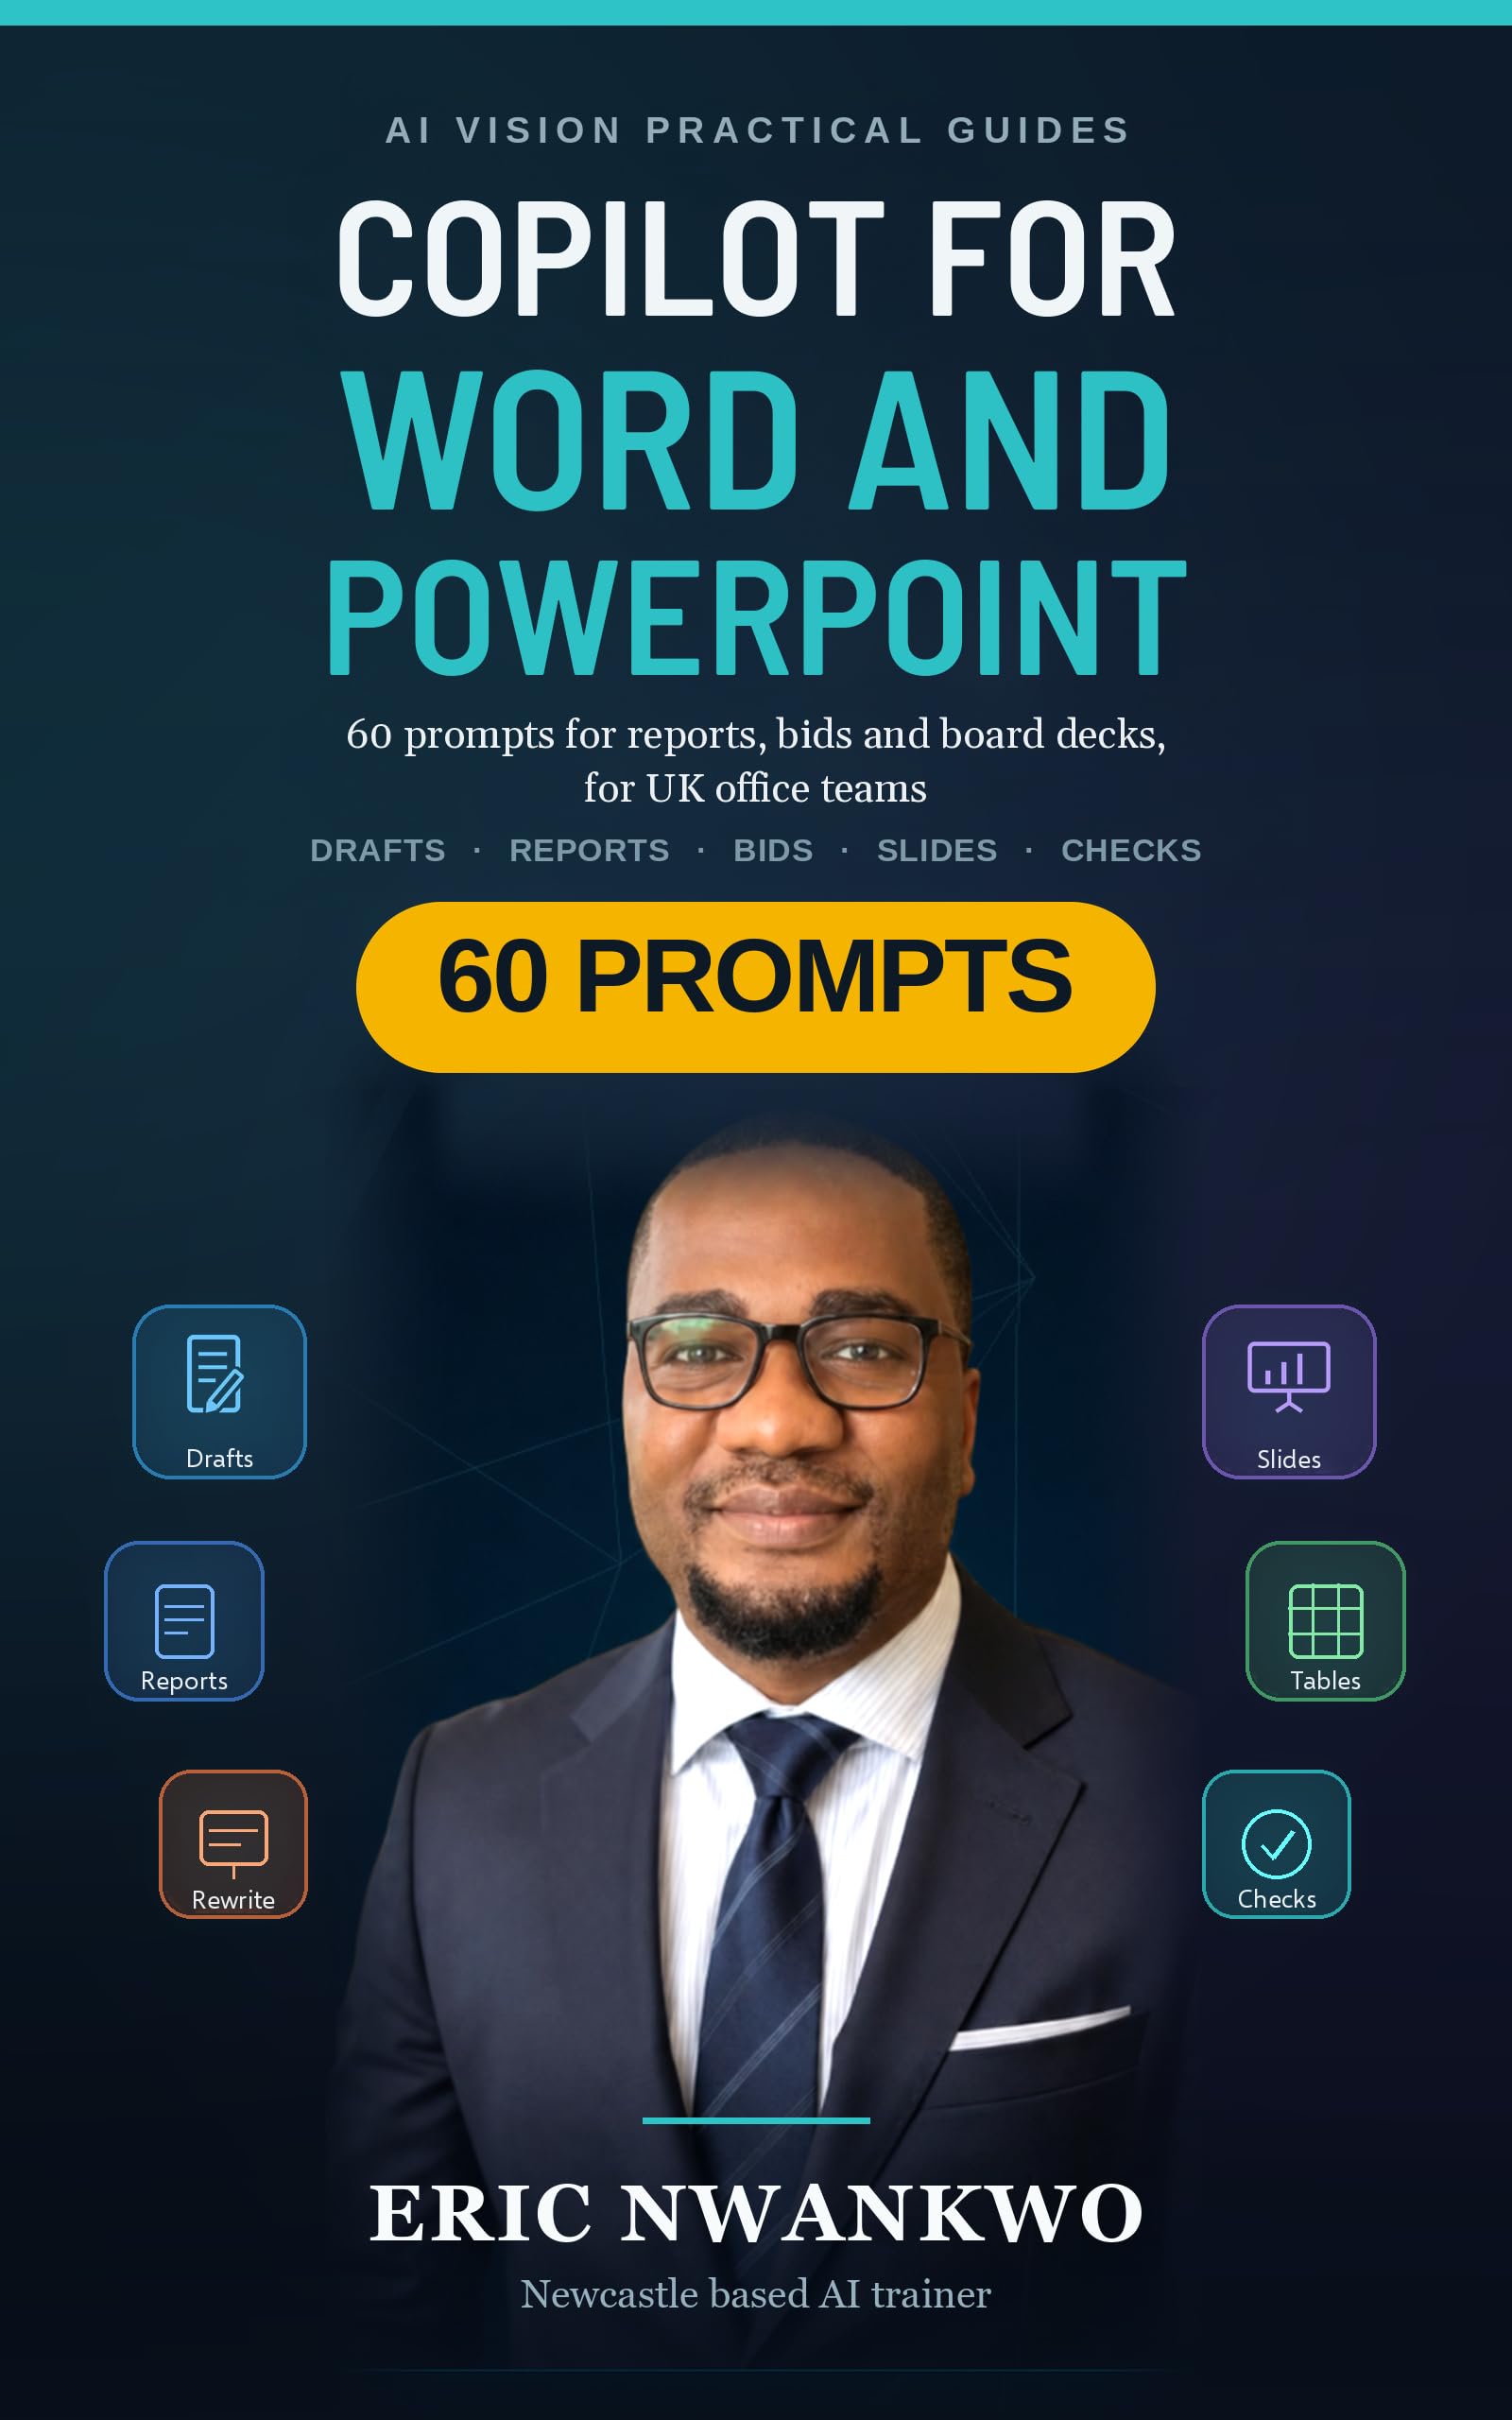 AI VISION PRACTICAL GUIDES
COPILOT FOR
WORD AND
POWERPOINT
60 prompts for reports, bids and board decks,
for UK office teams
DRAFTS · REPORTS · BIDS · SLIDES · CHECKS
60 PROMPTS
Drafts
Slides
Reports
Tables
Rewrite
Checks
ERIC NWANKWO
Newcastle based AI trainer